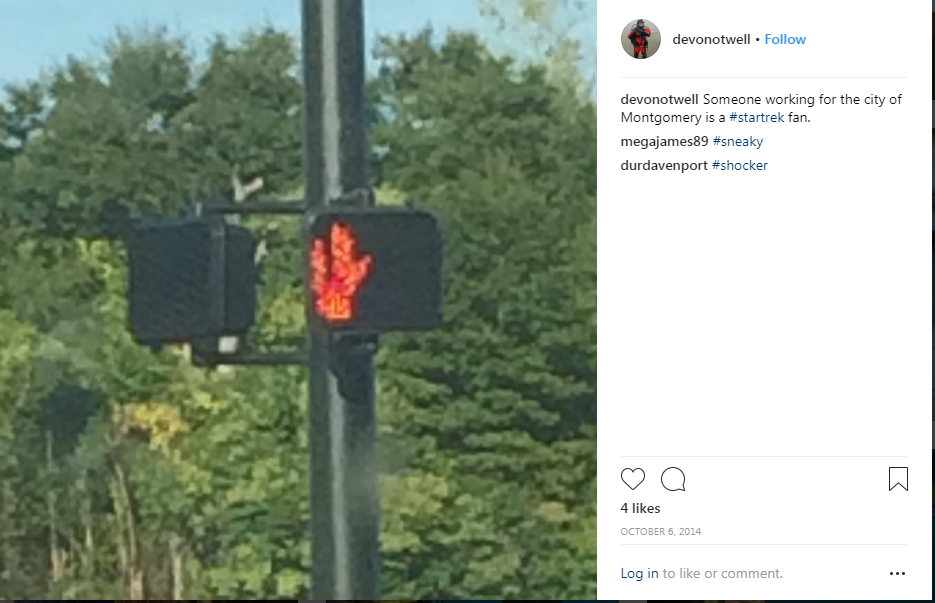 devonotwell • Follow
devonotwell Someone working for the city of
Montgomery is a #startrek fan.
megajames89 #sneaky
durdavenport #shocker
4 likes
OCTOBER 6, 2014
Log in to like or comment.